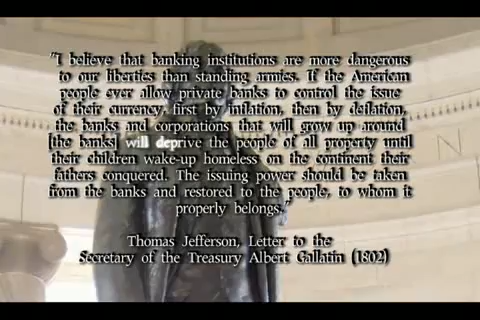 "I believe that banking institutions are more dangerous
to our liberties than standing armies. If the American
people ever allow private banks to control the issue
of their currency, first by inflation, then by deflation,
the banks and corporations that will grow up around
[the banks] will deprive the people of all property until
their children wake-up homeless on the continent their
fathers conquered. The issuing power should be taken
from the banks and restored to the people, to whom it
properly belongs."
Thomas Jefferson, Letter to the
Secretary of the Treasury Albert Gallatin (1802)
N